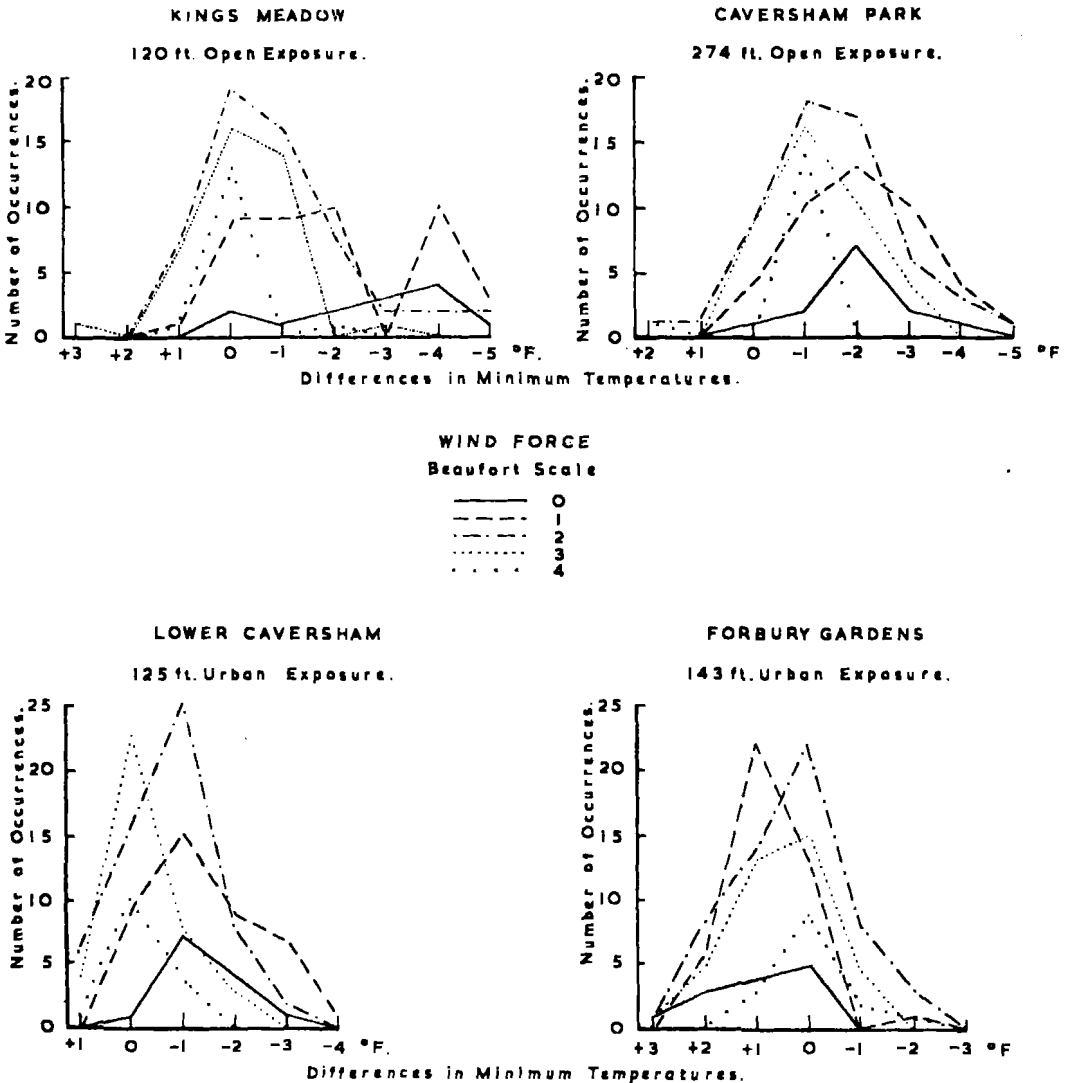 KINGS MEADOW
120 ft. Open Exposure.
Number of Occurrences.
20
15
10
5
0
+3 +2 +1 0 -1 -2 -3 -4 -5 °F.
CAVERSHAM PARK
274 ft. Open Exposure.
Number of Occurrences.
20
15
10
5
0
+2 +1 0 -1 -2 -3 -4 -5 °F
Differences in Minimum Temperatures.
WIND FORCE
Beaufort Scale
0
1
2
3
4
LOWER CAVERSHAM
125 ft. Urban Exposure.
Number of Occurrences.
25
20
15
10
5
0
+1 0 -1 -2 -3 -4 °F.
FORBURY GARDENS
143 ft. Urban Exposure.
Number of Occurrences.
25
20
15
10
5
0
+3 +2 +1 0 -1 -2 -3 °F
Differences in Minimum Temperatures.